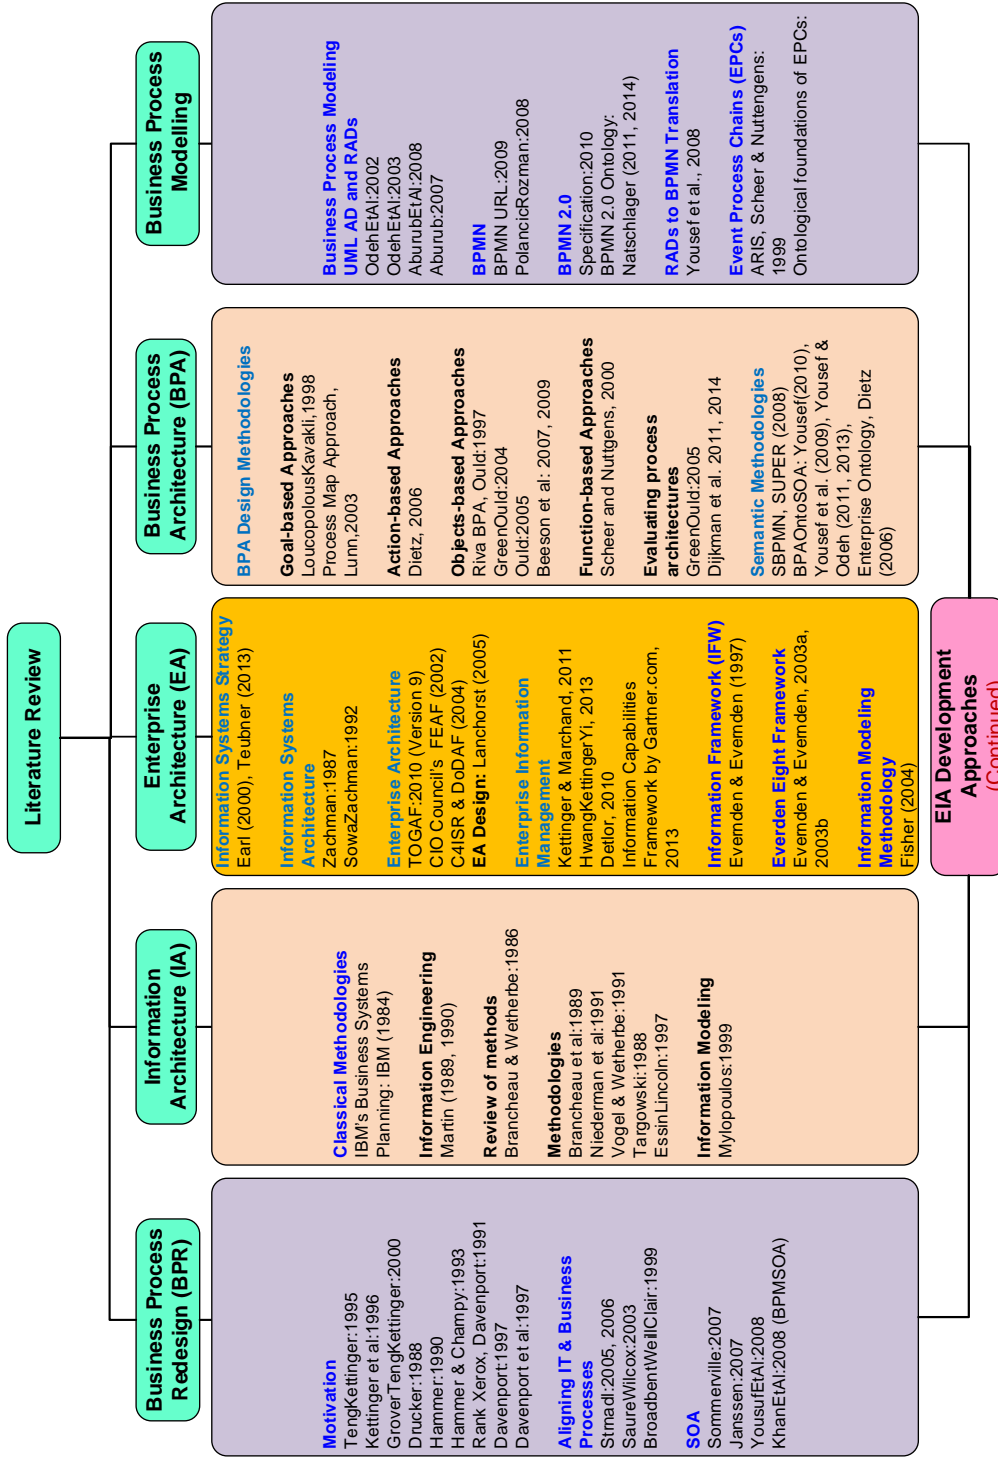 Literature Review
Business Process
Redesign (BPR)
Motivation
TengKettinger:1995
Kettinger et al:1996
GroverTengKettinger:2000
Drucker:1988
Hammer:1990
Hammer & Champy:1993
Rank Xerox, Davenport:1991
Davenport:1997
Davenport et al:1997
Aligning IT & Business
Processes
Strnadl:2005, 2006
SaureWilcox:2003
BroadbentWeillClair:1999
SOA
Sommerville:2007
Janssen:2007
YousufEtAl:2008
KhanEtAl:2008 (BPMSOA)
Information
Architecture (IA)
Classical Methodologies
IBM's Business Systems
Planning: IBM (1984)
Information Engineering
Martin (1989, 1990)
Review of methods
Brancheau & Wetherbe:1986
Methodologies
Brancheau et al:1989
Niederman et al:1991
Vogel & Wetherbe:1991
Targowski:1988
EssinLincoln:1997
Information Modeling
Mylopoulos:1999
Enterprise
Architecture (EA)
Information Systems Strategy
Earl (2000), Teubner (2013)
Information Systems
Architecture
Zachman:1987
SowaZachman:1992
Enterprise Architecture
TOGAF:2010 (Version 9)
CIO Council's FEAF (2002)
C4ISR & DoDAF (2004)
EA Design: Lanchorst (2005)
Enterprise Information
Management
Kettinger & Marchand, 2011
HwangKettingerYi, 2013
Detlor, 2010
Information Capabilities
Framework by Gartner.com,
2013
Information Framework (IFW)
Evernden & Evernden (1997)
Everden Eight Framework
Evernden & Evernden, 2003a,
2003b
Information Modeling
Methodology
Fisher (2004)
Business Process
Architecture (BPA)
BPA Design Methodologies
Goal-based Approaches
LoucopolousKavakli,1998
Process Map Approach,
Lunn,2003
Action-based Approaches
Dietz, 2006
Objects-based Approaches
Riva BPA, Ould:1997
GreenOuld:2004
Ould:2005
Beeson et al: 2007, 2009
Function-based Approaches
Scheer and Nuttgens, 2000
Evaluating process
architectures
GreenOuld:2005
Dijkman et al. 2011, 2014
Semantic Methodologies
SBPMN, SUPER (2008)
BPAOntoSOA: Yousef(2010),
Yousef et al. (2009), Yousef &
Odeh (2011, 2013),
Enterprise Ontology, Dietz
(2006)
Business Process
Modelling
Business Process Modeling
UML AD and RADs
OdehEtAl:2002
OdehEtAl:2003
AburubEtAl:2008
Aburub:2007
BPMN
BPMN URL:2009
PolancicRozman:2008
BPMN 2.0
Specification:2010
BPMN 2.0 Ontology:
Natschlager (2011, 2014)
RADs to BPMN Translation
Yousef et al., 2008
Event Process Chains (EPCs)
ARIS, Scheer & Nuttengens:
1999
Ontological foundations of EPCs:
EIA Development
Approaches
(Continued)